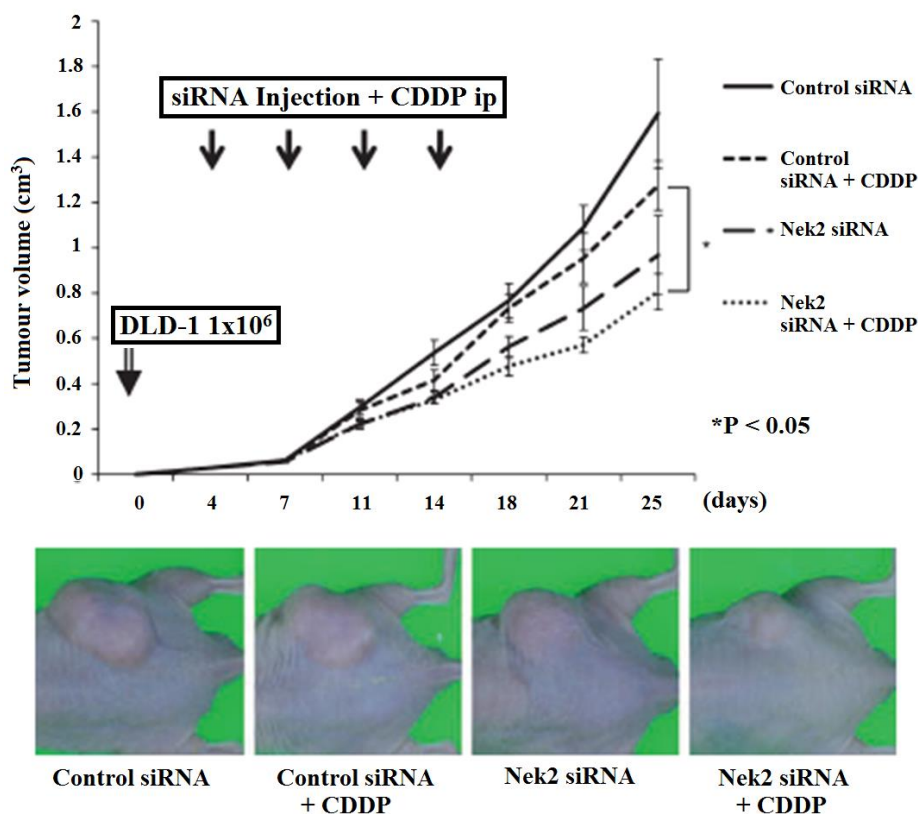 2
1.8
1.6
1.4
1.2
1
0.8
0.6
0.4
0.2
0
Tumour volume (cm³)
siRNA Injection + CDDP ip
DLD-1 1x10⁶
0 4 7 11 14 18 21 25 (days)
Control siRNA
Control
siRNA + CDDP
Nek2 siRNA
Nek2
siRNA + CDDP
*
*P < 0.05
Control siRNA
Control siRNA
+ CDDP
Nek2 siRNA
Nek2 siRNA
+ CDDP